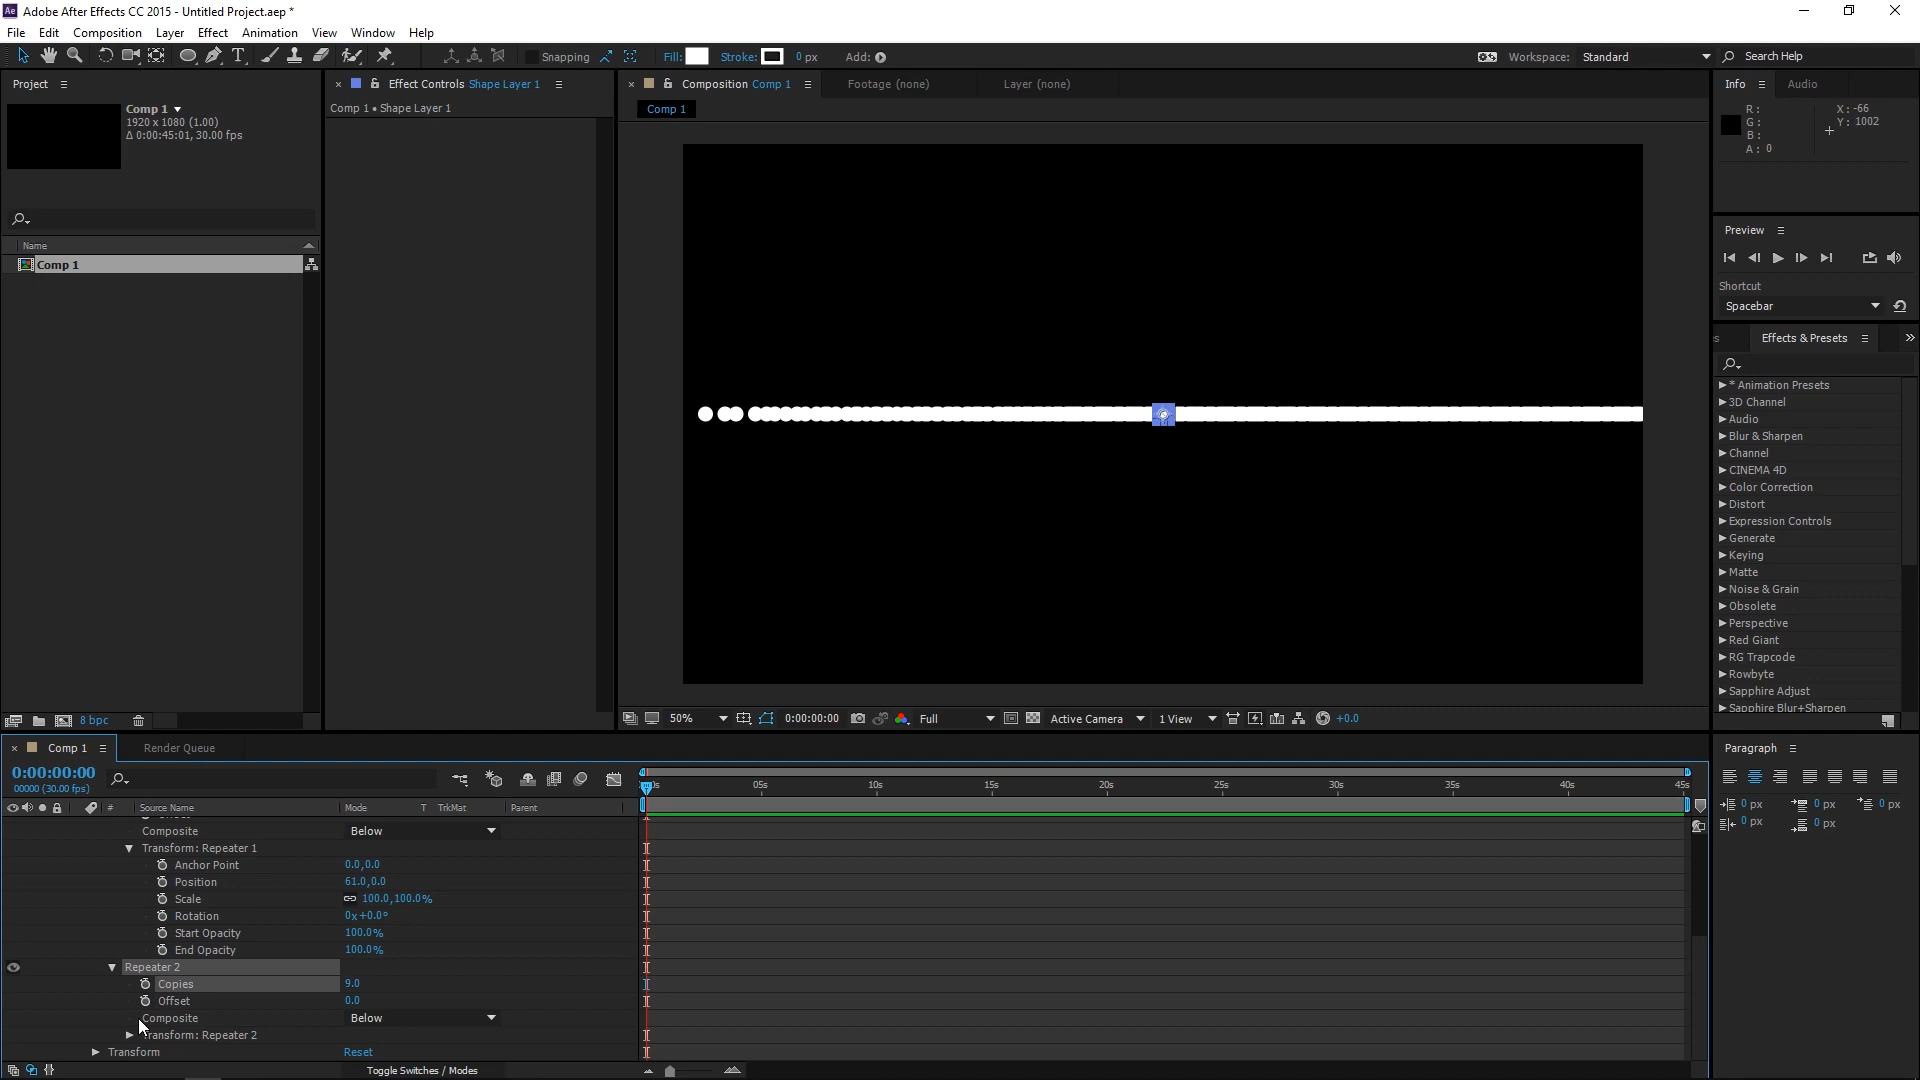 Adobe After Effects CC 2015 - Untitled Project.aep *
File Edit Composition Layer Effect Animation View Window Help
Snapping Fill: Stroke: 0 px Add: Workspace: Standard Search Help
Project
Comp 1
1920 x 1080 (1.00)
Δ 0:00:45:01, 30.00 fps
Name
Comp 1
8 bpc
Effect Controls Shape Layer 1
Comp 1 • Shape Layer 1
Composition Comp 1 Footage (none) Layer (none)
Comp 1
50% 0:00:00:00 Full Active Camera 1 View +0.0
Info Audio
R: X: -66
G: Y: 1002
B:
A: 0
Preview
Shortcut
Spacebar
Effects & Presets
* Animation Presets
3D Channel
Audio
Blur & Sharpen
Channel
CINEMA 4D
Color Correction
Distort
Expression Controls
Generate
Keying
Matte
Noise & Grain
Obsolete
Perspective
Red Giant
RG Trapcode
Rowbyte
Sapphire Adjust
Sapphire Blur+Sharpen
Comp 1 Render Queue
0:00:00:00
00000 (30.00 fps)
05s 10s 15s 20s 25s 30s 35s 40s 45s
# Source Name Mode T TrkMat Parent
Composite Below
Transform: Repeater 1
Anchor Point 0.0,0.0
Position 61.0,0.0
Scale 100.0,100.0%
Rotation 0x+0.0°
Start Opacity 100.0%
End Opacity 100.0%
Repeater 2
Copies 9.0
Offset 0.0
Composite Below
Transform: Repeater 2
Transform Reset
Toggle Switches / Modes
Paragraph
0 px 0 px 0 px
0 px 0 px